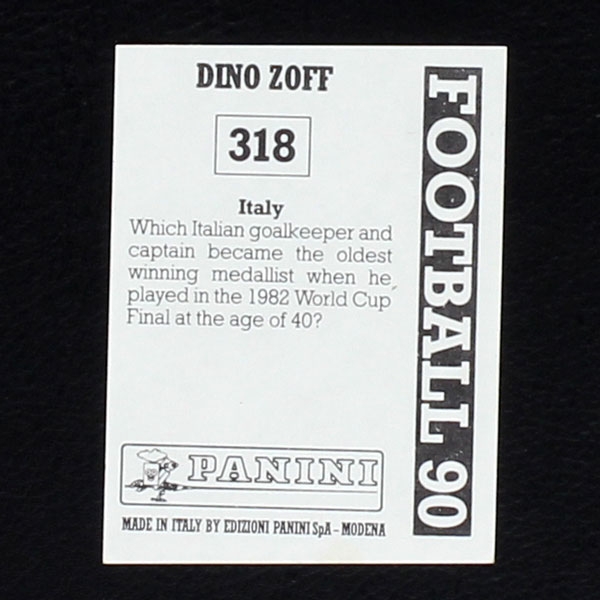 DINO ZOFF
318
Italy
Which Italian goalkeeper and
captain became the oldest
winning medallist when he
played in the 1982 World Cup
Final at the age of 40?
PANINI
MADE IN ITALY BY EDIZIONI PANINI SpA - MODENA
FOOTBALL 90